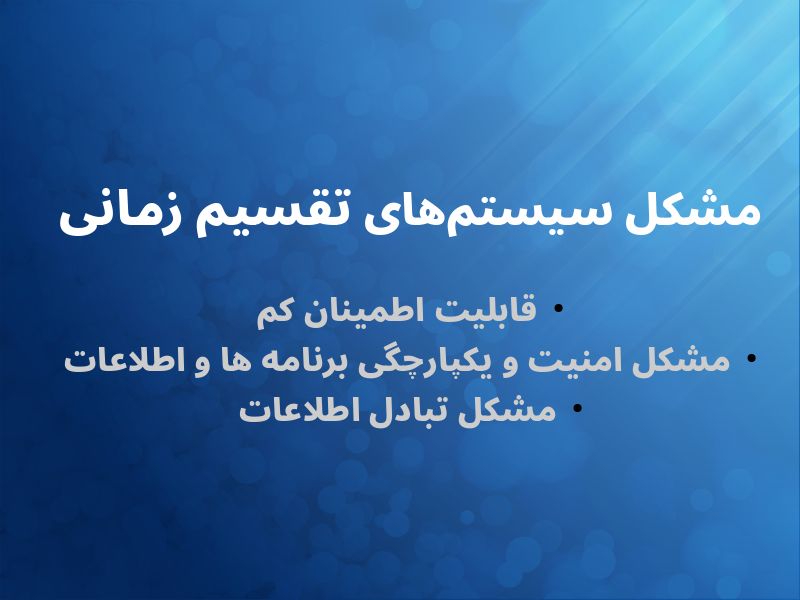 مشکل سیستم‌های تقسیم زمانی
• قابلیت اطمینان کم
• مشکل امنیت و یکپارچگی برنامه ها و اطلاعات
• مشکل تبادل اطلاعات